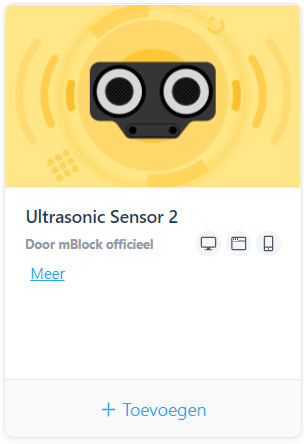 Ultrasonic Sensor 2
Door mBlock officieel
Meer
+ Toevoegen